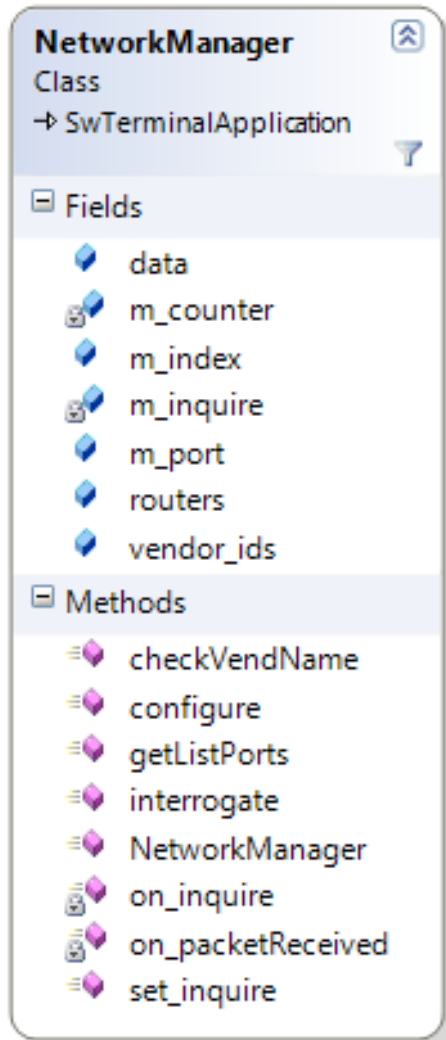 NetworkManager
Class
SwTerminalApplication
Fields
data
m_counter
m_index
m_inquire
m_port
routers
vendor_ids
Methods
checkVendName
configure
getListPorts
interrogate
NetworkManager
on_inquire
on_packetReceived
set_inquire